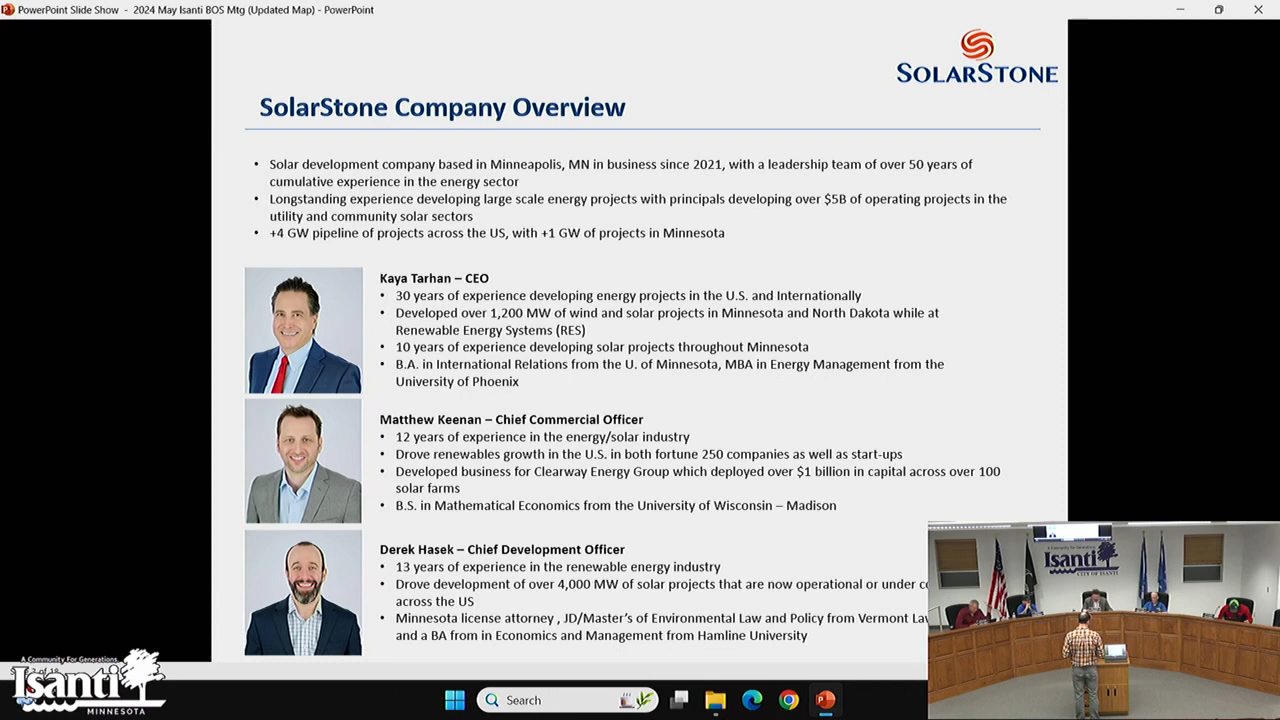 PowerPoint Slide Show - 2024 May Isanti BOS Mtg (Updated Map) - PowerPoint
SOLARSTONE
SolarStone Company Overview
• Solar development company based in Minneapolis, MN in business since 2021, with a leadership team of over 50 years of
cumulative experience in the energy sector
• Longstanding experience developing large scale energy projects with principals developing over $5B of operating projects in the
utility and community solar sectors
• +4 GW pipeline of projects across the US, with +1 GW of projects in Minnesota
Kaya Tarhan – CEO
• 30 years of experience developing energy projects in the U.S. and Internationally
• Developed over 1,200 MW of wind and solar projects in Minnesota and North Dakota while at
Renewable Energy Systems (RES)
• 10 years of experience developing solar projects throughout Minnesota
• B.A. in International Relations from the U. of Minnesota, MBA in Energy Management from the
University of Phoenix
Matthew Keenan – Chief Commercial Officer
• 12 years of experience in the energy/solar industry
• Drove renewables growth in the U.S. in both fortune 250 companies as well as start-ups
• Developed business for Clearway Energy Group which deployed over $1 billion in capital across over 100
solar farms
• B.S. in Mathematical Economics from the University of Wisconsin – Madison
Derek Hasek – Chief Development Officer
• 13 years of experience in the renewable energy industry
• Drove development of over 4,000 MW of solar projects that are now operational or under
across the US
• Minnesota license attorney , JD/Master's of Environmental Law and Policy from Vermont
and a BA from in Economics and Management from Hamline University
A Community For Generations
Isanti
CITY OF ISANTI
A Community For Generations
Isanti
MINNESOTA
of 18
Search